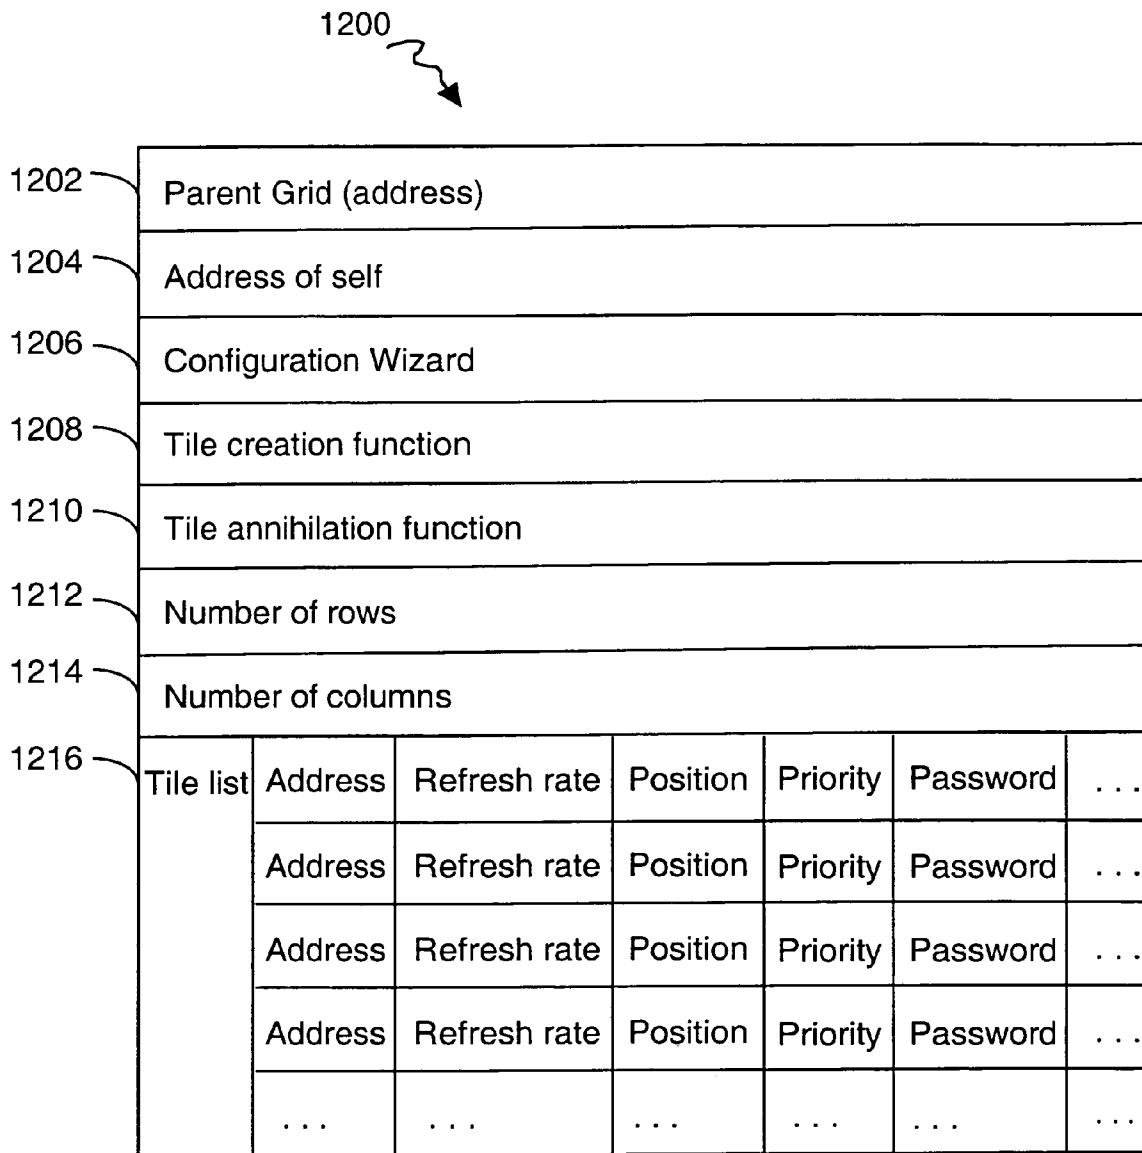 1200
1202 Parent Grid (address)
1204 Address of self
1206 Configuration Wizard
1208 Tile creation function
1210 Tile annihilation function
1212 Number of rows
1214 Number of columns
1216 Tile list Address Refresh rate Position Priority Password ...
Address Refresh rate Position Priority Password ...
Address Refresh rate Position Priority Password ...
Address Refresh rate Position Priority Password ...
... ... ... ... ... ...